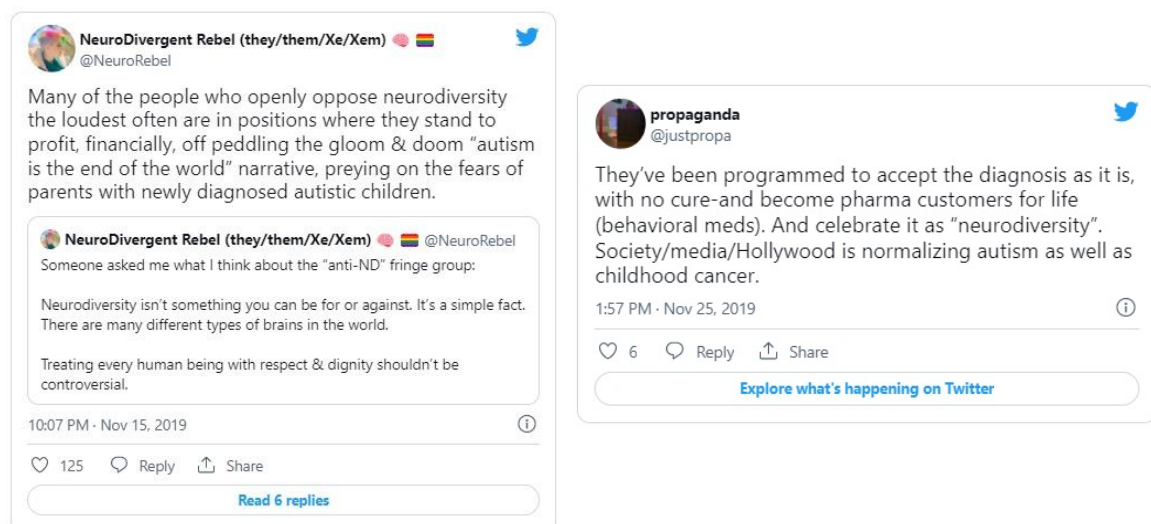 NeuroDivergent Rebel (they/them/Xe/Xem) 🧠 🏳️‍🌈
@NeuroRebel
Many of the people who openly oppose neurodiversity
the loudest often are in positions where they stand to
profit, financially, off peddling the gloom & doom “autism
is the end of the world” narrative, preying on the fears of
parents with newly diagnosed autistic children.
NeuroDivergent Rebel (they/them/Xe/Xem) 🧠 🏳️‍🌈 @NeuroRebel
Someone asked me what I think about the “anti-ND” fringe group:
Neurodiversity isn’t something you can be for or against. It’s a simple fact.
There are many different types of brains in the world.
Treating every human being with respect & dignity shouldn’t be
controversial.
10:07 PM · Nov 15, 2019
125 Reply Share
Read 6 replies
propaganda
@justpropa
They’ve been programmed to accept the diagnosis as it is,
with no cure-and become pharma customers for life
(behavioral meds). And celebrate it as “neurodiversity”.
Society/media/Hollywood is normalizing autism as well as
childhood cancer.
1:57 PM · Nov 25, 2019
6 Reply Share
Explore what’s happening on Twitter